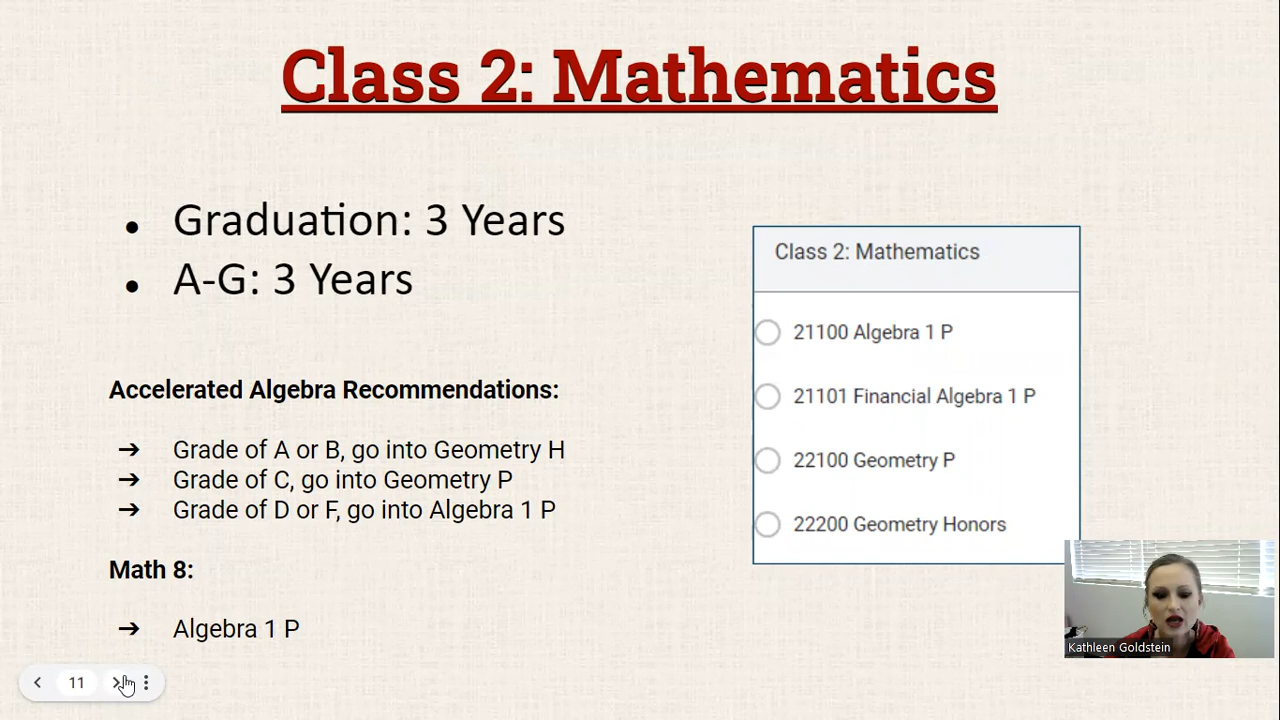 Class 2: Mathematics
● Graduation: 3 Years
● A-G: 3 Years
Accelerated Algebra Recommendations:
➔ Grade of A or B, go into Geometry H
➔ Grade of C, go into Geometry P
➔ Grade of D or F, go into Algebra 1 P
Math 8:
➔ Algebra 1 P
Class 2: Mathematics
21100 Algebra 1 P
21101 Financial Algebra 1 P
22100 Geometry P
22200 Geometry Honors
Kathleen Goldstein
11